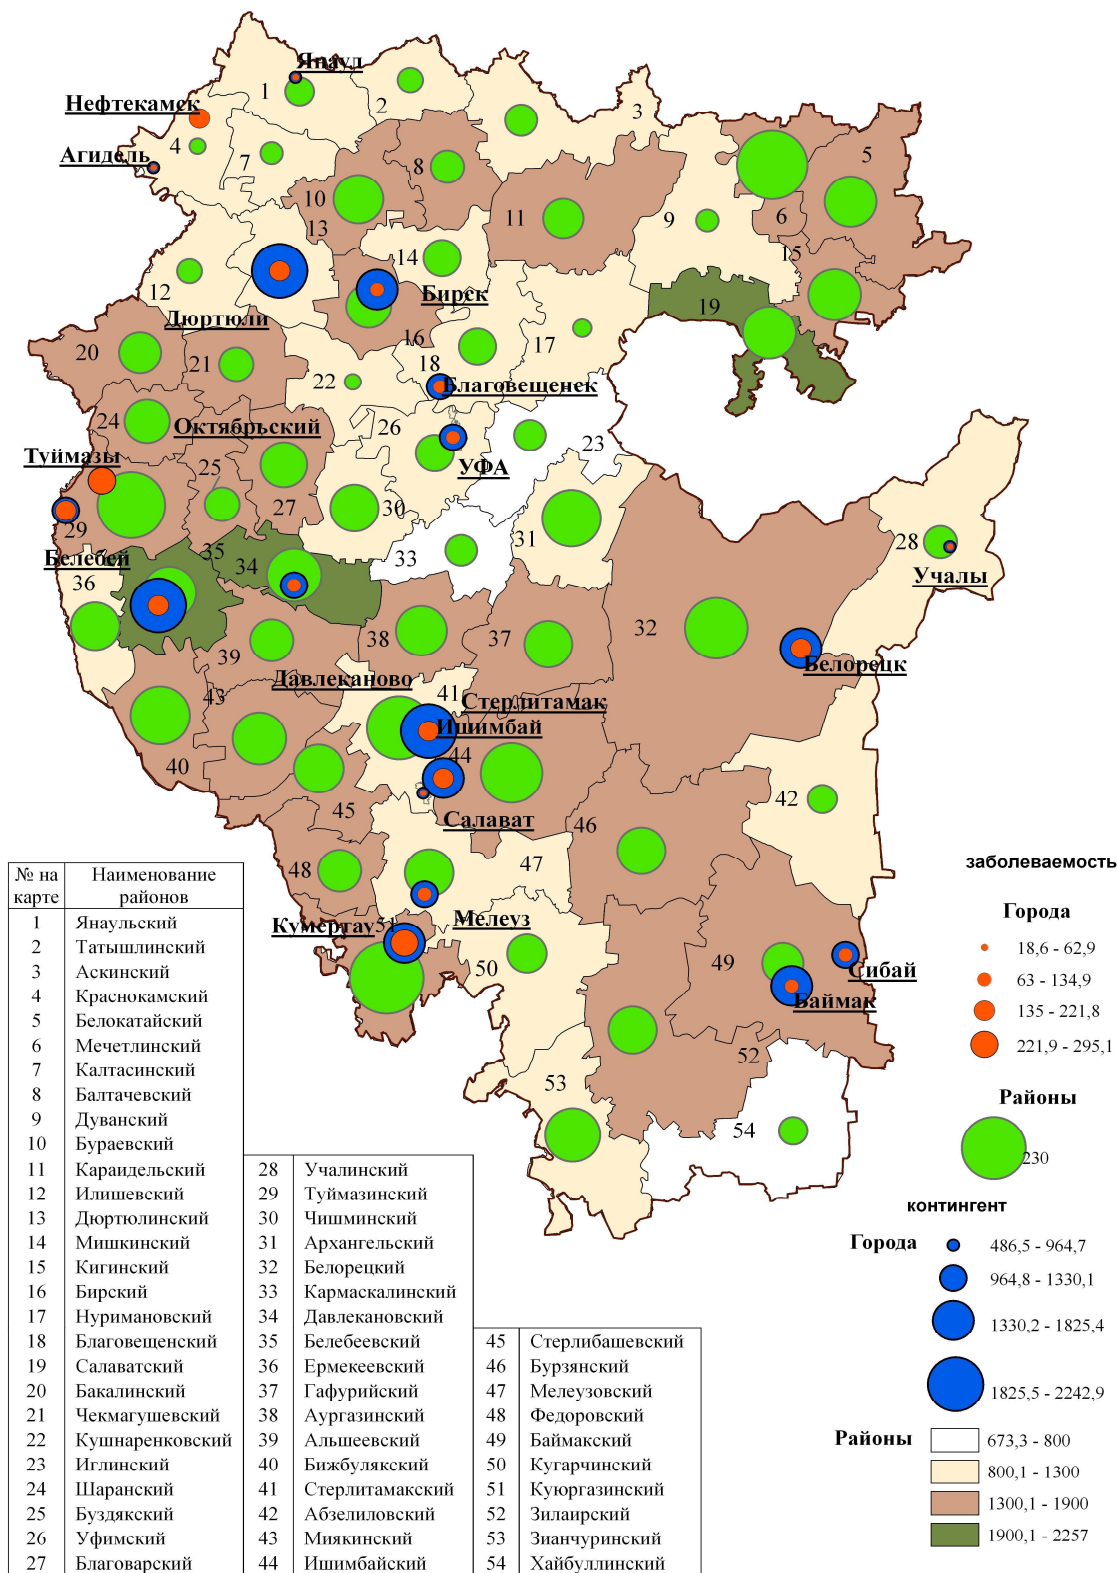 Янаул
1
2
3
Нефтекамск
4
5
Агидель
7
8
10
6
11
9
13
14
15
12
Бирск
19
Дюртюли
20
16
17
21
18
22
Благовещенек
24
Октябрьский
26
23
Туймазы
УФА
25
27
30
29
31
28
Белебей
35
34
33
Учалы
36
32
38
37
39
Белорецк
Давлеканово
43
41
Стерлитамак
Ишимбай
40
44
42
45
Салават
46
48
47
Кумертау
51
Мелеуз
50
49
Сибай
Баймак
52
53
54
№ на карте
Наименование районов
1 Янаульский
2 Татышлинский
3 Аскинский
4 Краснокамский
5 Белокатайский
6 Мечетлинский
7 Калтасинский
8 Балтачевский
9 Дуванский
10 Бураевский
11 Караидельский
12 Илишевский
13 Дюртюлинский
14 Мишкинский
15 Кигинский
16 Бирский
17 Нуримановский
18 Благовещенский
19 Салаватский
20 Бакалинский
21 Чекмагушевский
22 Кушнаренковский
23 Иглинский
24 Шаранский
25 Буздякский
26 Уфимский
27 Благоварский
28 Учалинский
29 Туймазинский
30 Чишминский
31 Архангельский
32 Белорецкий
33 Кармаскалинский
34 Давлекановский
35 Белебеевский
36 Ермекеевский
37 Гафурийский
38 Аургазинский
39 Альшеевский
40 Бижбулякский
41 Стерлитамакский
42 Абзелиловский
43 Миякинский
44 Ишимбайский
45 Стерлибашевский
46 Бурзянский
47 Мелеузовский
48 Федоровский
49 Баймакский
50 Кугарчинский
51 Куюргазинский
52 Зилаирский
53 Зианчуринский
54 Хайбуллинский
заболеваемость
Города
18,6 - 62,9
63 - 134,9
135 - 221,8
221,9 - 295,1
Районы
230
контингент
Города
486,5 - 964,7
964,8 - 1330,1
1330,2 - 1825,4
1825,5 - 2242,9
Районы
673,3 - 800
800,1 - 1300
1300,1 - 1900
1900,1 - 2257